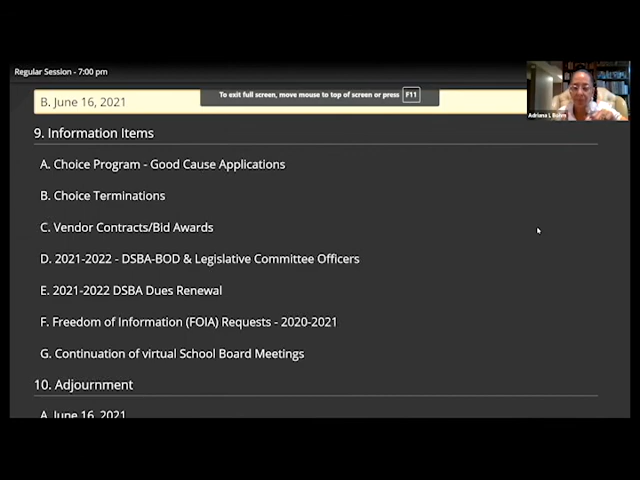 Regular Session - 7:00 pm
To exit full screen, move mouse to top of screen or press F11
B. June 16, 2021
Adriana L Bohm
9. Information Items
A. Choice Program - Good Cause Applications
B. Choice Terminations
C. Vendor Contracts/Bid Awards
D. 2021-2022 - DSBA-BOD & Legislative Committee Officers
E. 2021-2022 DSBA Dues Renewal
F. Freedom of Information (FOIA) Requests - 2020-2021
G. Continuation of virtual School Board Meetings
10. Adjournment
A. June 16, 2021